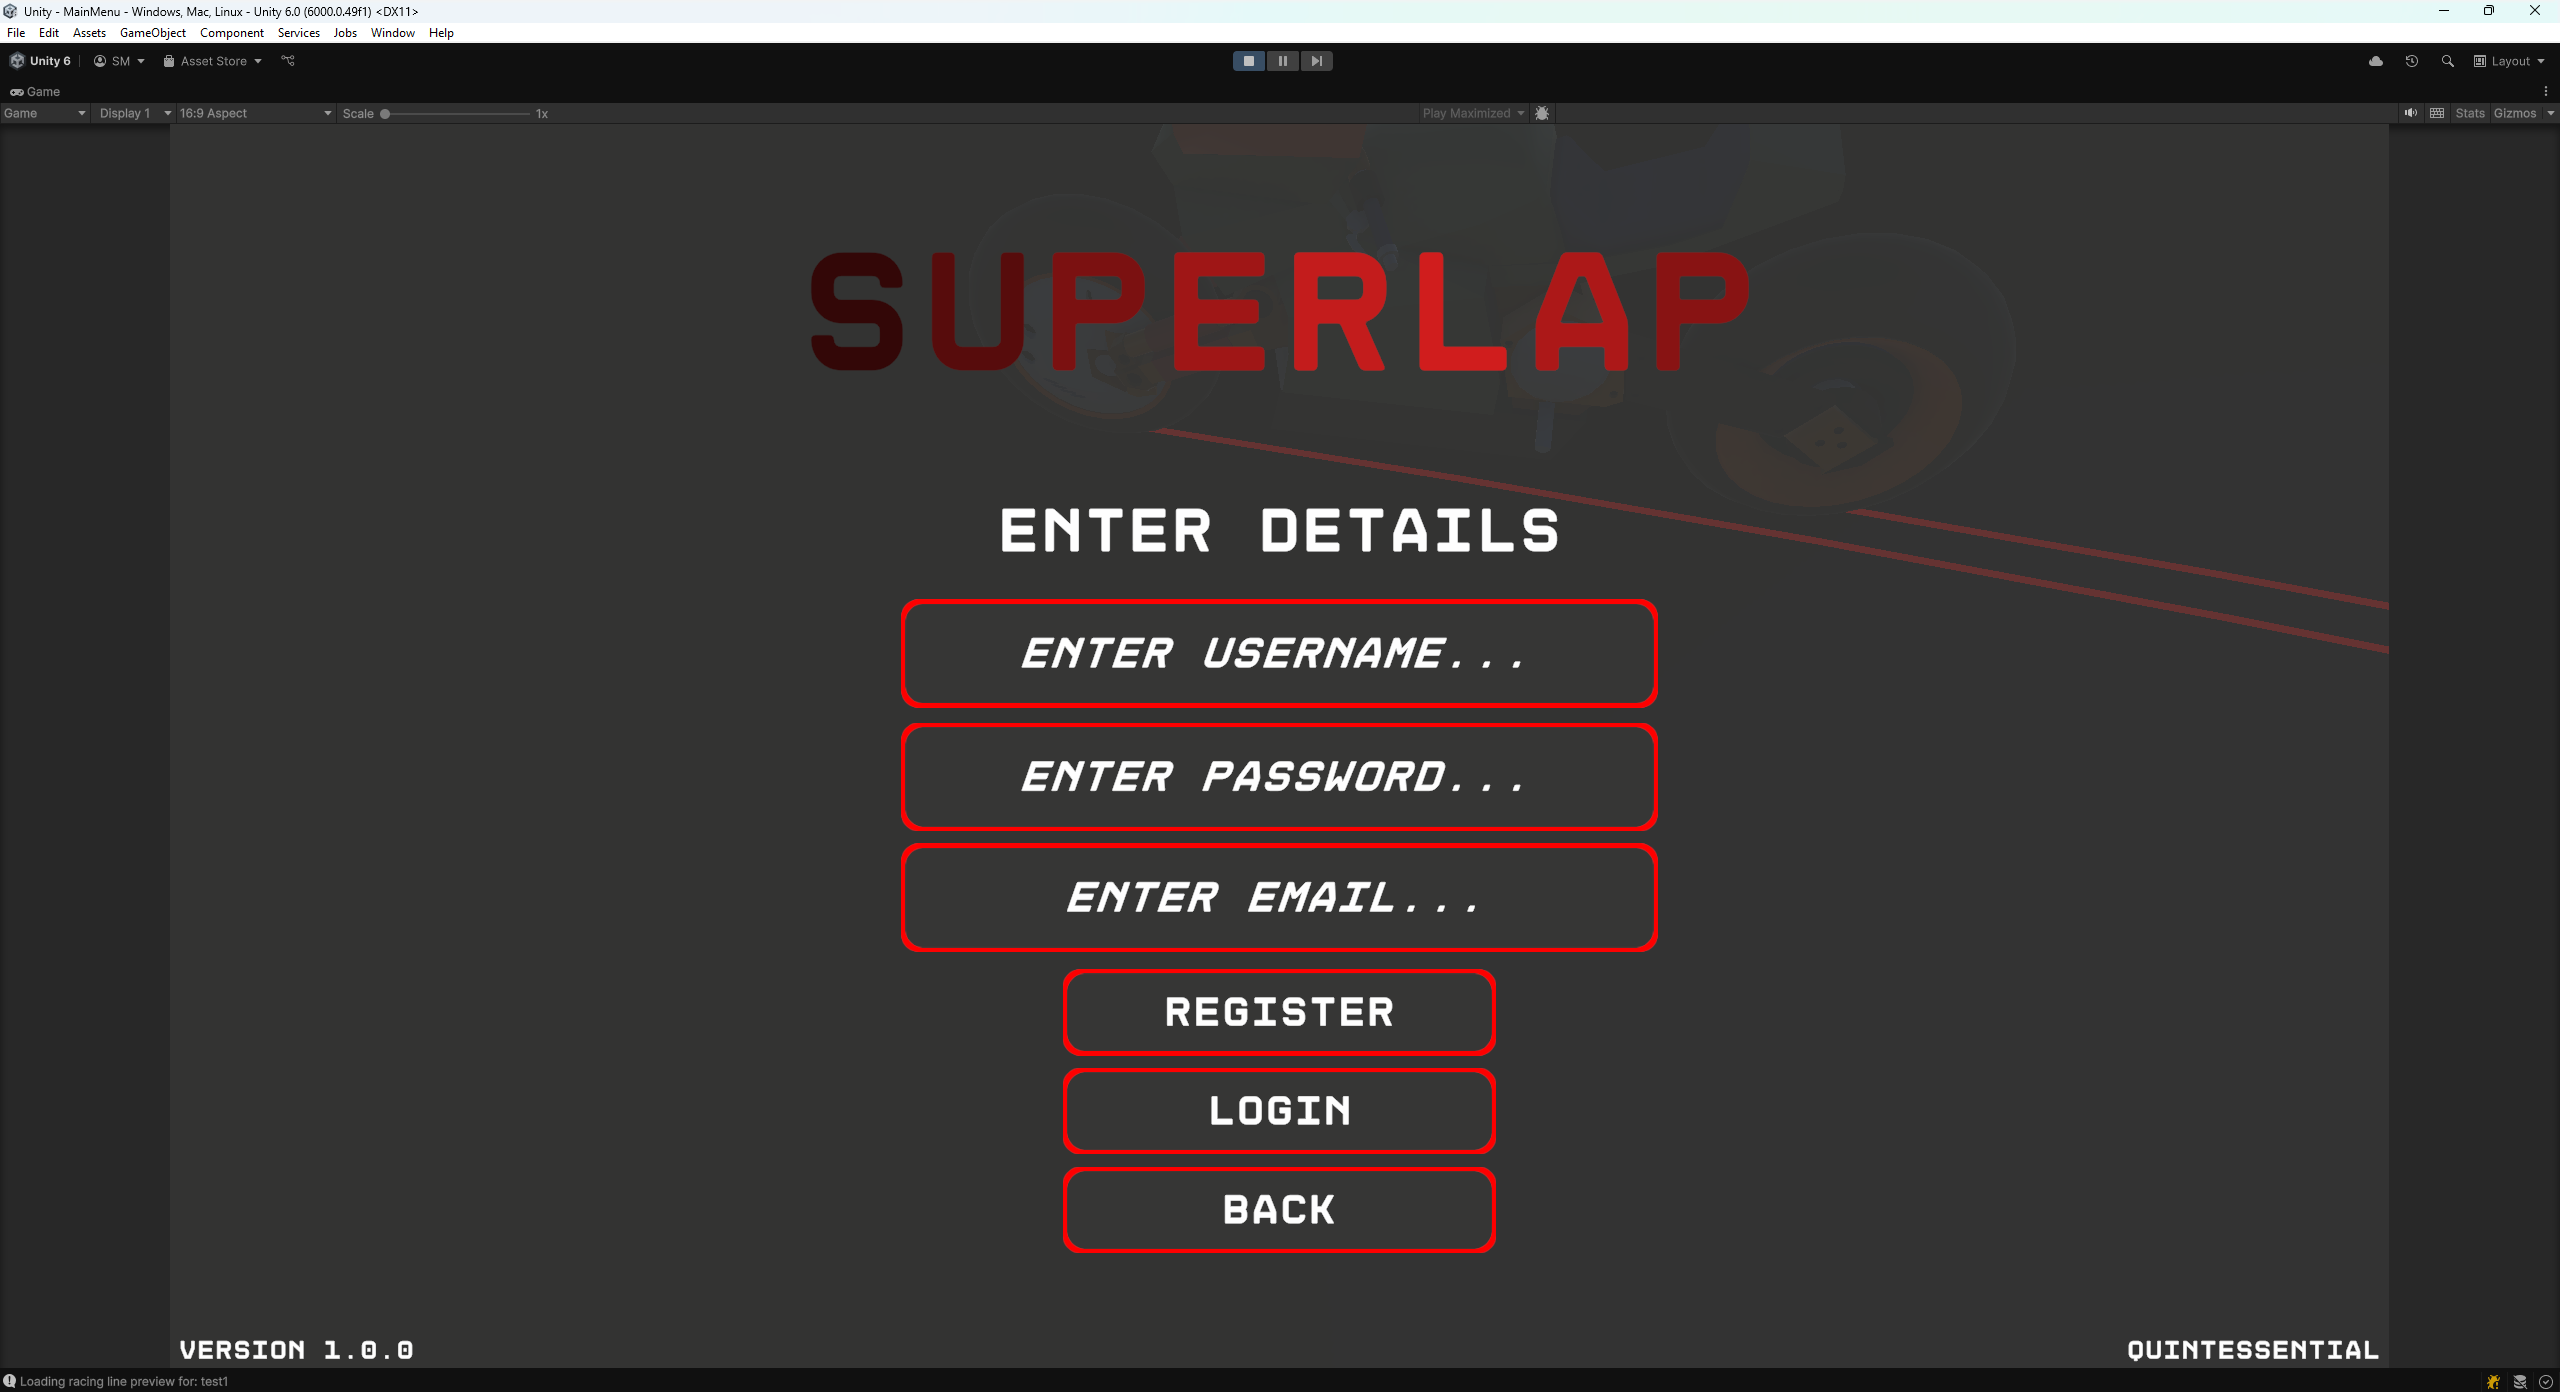 Unity - MainMenu - Windows, Mac, Linux - Unity 6.0 (6000.0.49f1) <DX11>
File Edit Assets GameObject Component Services Jobs Window Help
Unity 6 SM Asset Store Layout
Game
Game Display 1 16:9 Aspect Scale 1x Play Maximized Stats Gizmos
SUPERLAP
ENTER DETAILS
ENTER USERNAME...
ENTER PASSWORD...
ENTER EMAIL...
REGISTER
LOGIN
BACK
VERSION 1.0.0 QUINTESSENTIAL
Loading racing line preview for: test1